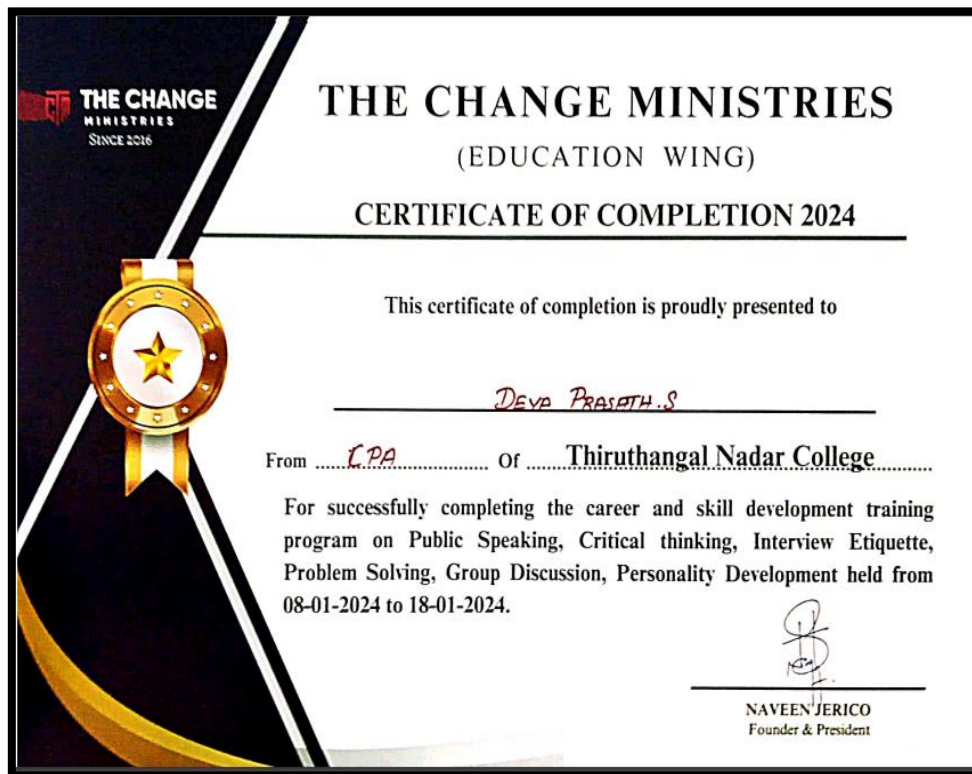 THE CHANGE
MINISTRIES
SINCE 2016
THE CHANGE MINISTRIES
(EDUCATION WING)
CERTIFICATE OF COMPLETION 2024
This certificate of completion is proudly presented to
DEVA PRASATH.S
From CPA Of Thiruthangal Nadar College
For successfully completing the career and skill development training
program on Public Speaking, Critical thinking, Interview Etiquette,
Problem Solving, Group Discussion, Personality Development held from
08-01-2024 to 18-01-2024.
NAVEEN JERICO
Founder & President